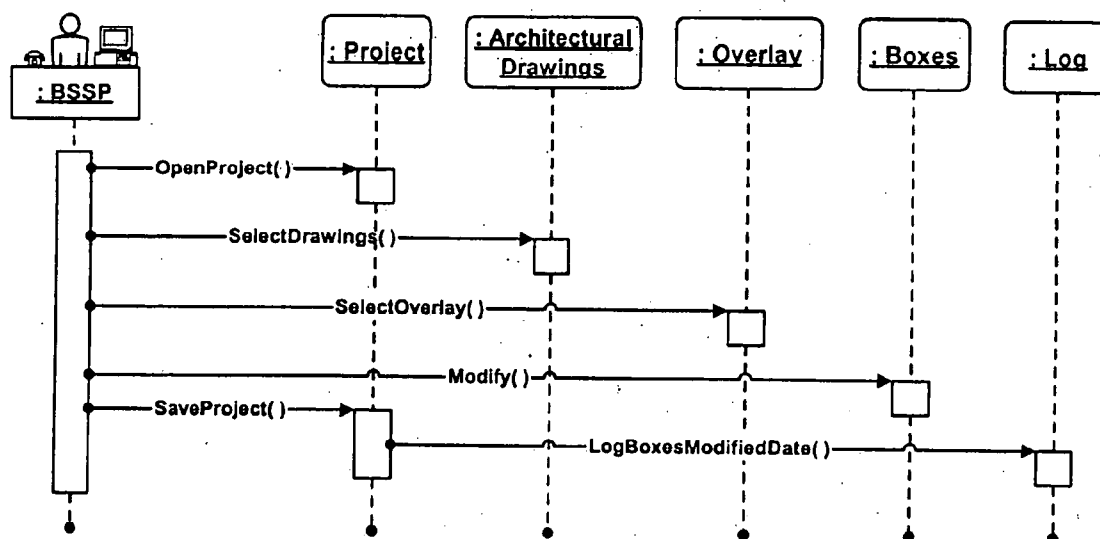 : BSSP
: Project
: Architectural
Drawings
: Overlay
: Boxes
: Log
OpenProject( )
SelectDrawings( )
SelectOverlay( )
Modify( )
SaveProject( )
LogBoxesModifiedDate( )